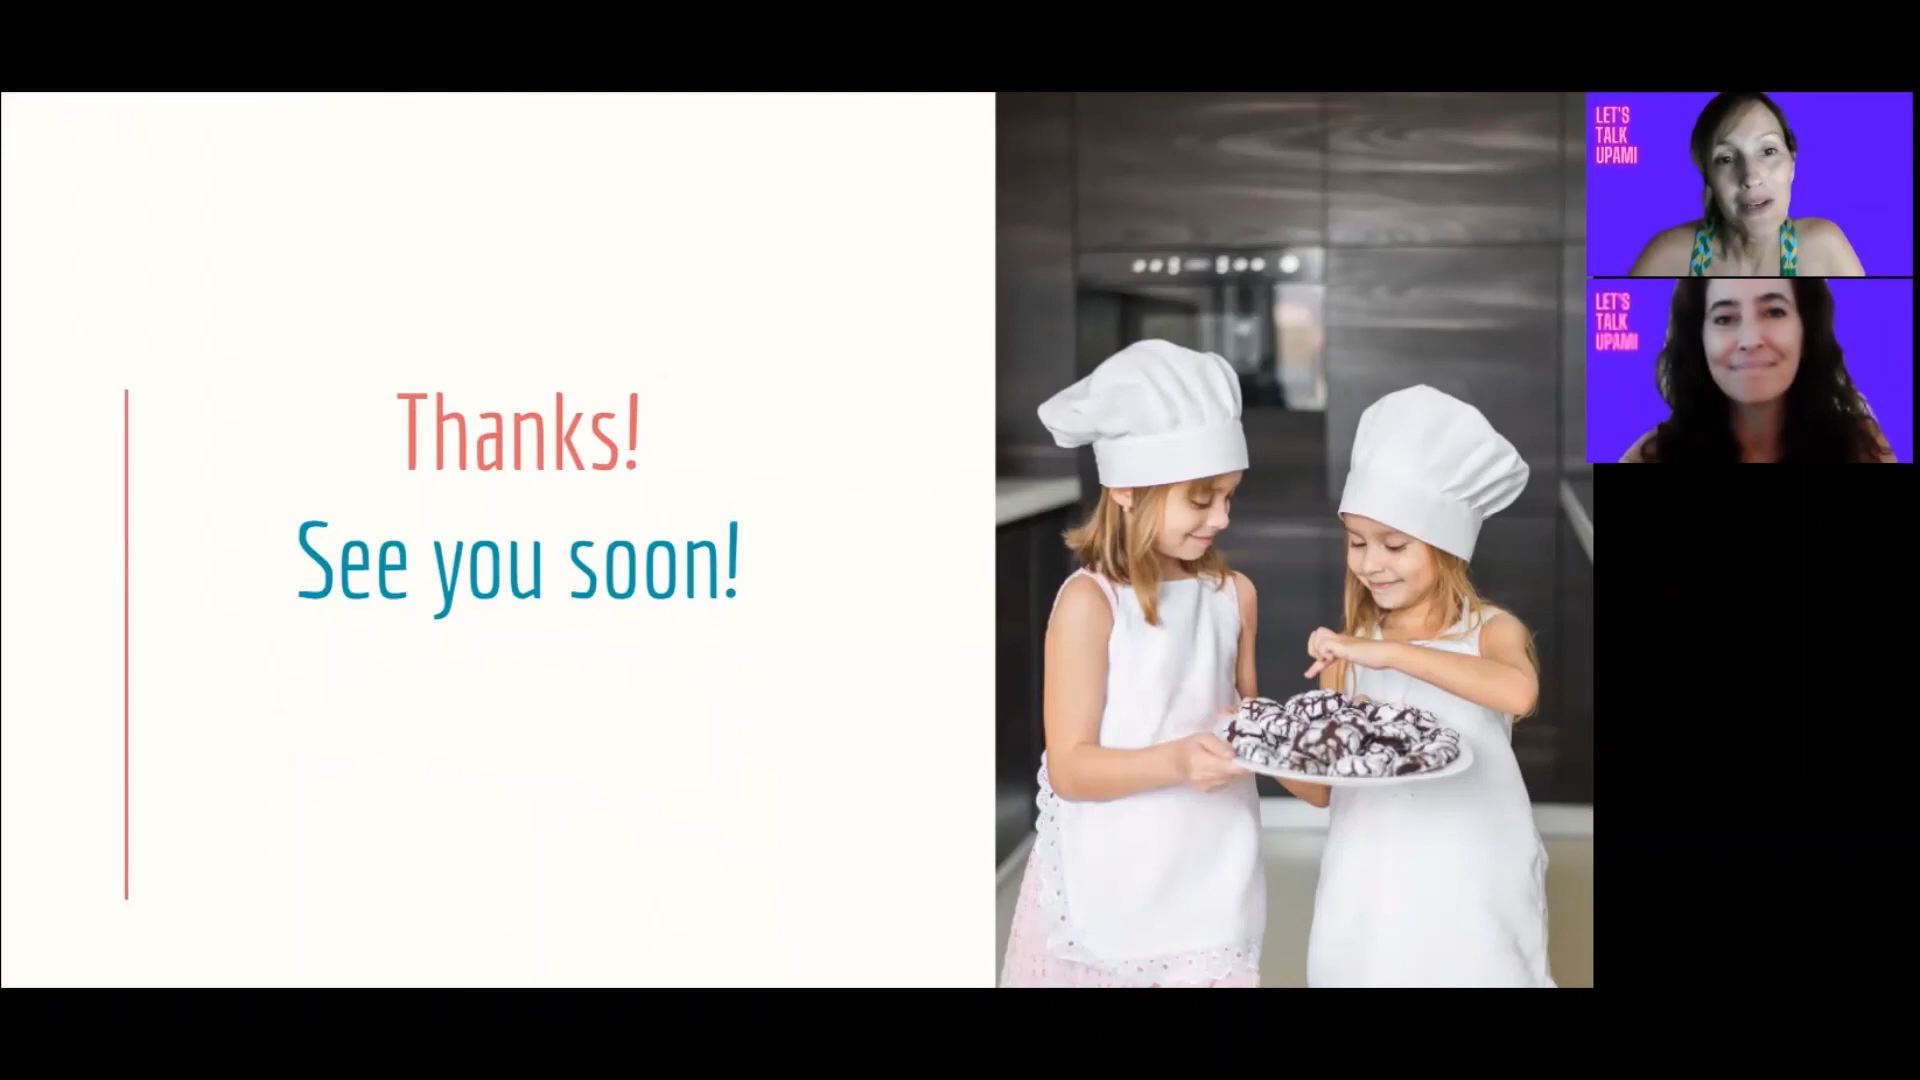 Thanks!
See you soon!
LET'S
TALK
UPAMI
LET'S
TALK
UPAMI